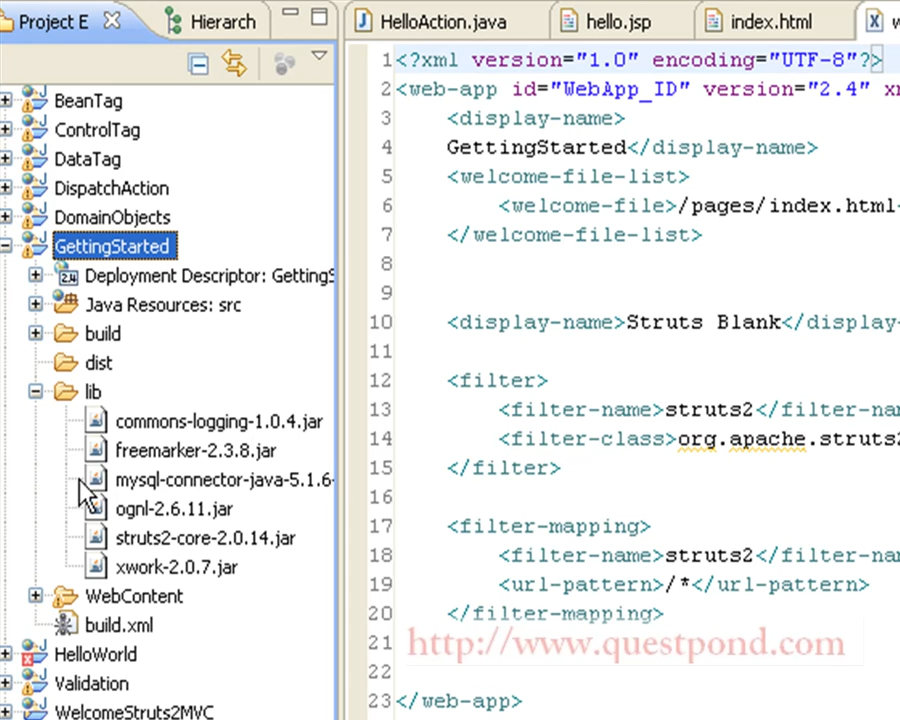 Project E
Hierarch
BeanTag
ControlTag
DataTag
DispatchAction
DomainObjects
GettingStarted
2.4 Deployment Descriptor: GettingS
Java Resources: src
build
dist
lib
commons-logging-1.0.4.jar
freemarker-2.3.8.jar
mysql-connector-java-5.1.6-
ognl-2.6.11.jar
struts2-core-2.0.14.jar
xwork-2.0.7.jar
WebContent
build.xml
HelloWorld
Validation
WelcomeStruts2MVC
HelloAction.java
hello.jsp
index.html
1 <?xml version="1.0" encoding="UTF-8"?>
2 <web-app id="WebApp_ID" version="2.4" xm
3 <display-name>
4 GettingStarted</display-name>
5 <welcome-file-list>
6 <welcome-file>/pages/index.html<
7 </welcome-file-list>
8
9
10 <display-name>Struts Blank</display-
11
12 <filter>
13 <filter-name>struts2</filter-na
14 <filter-class>org.apache.struts2
15 </filter>
16
17 <filter-mapping>
18 <filter-name>struts2</filter-na
19 <url-pattern>/*</url-pattern>
20 </filter-mapping>
21
http://www.questpond.com
22
23 </web-app>